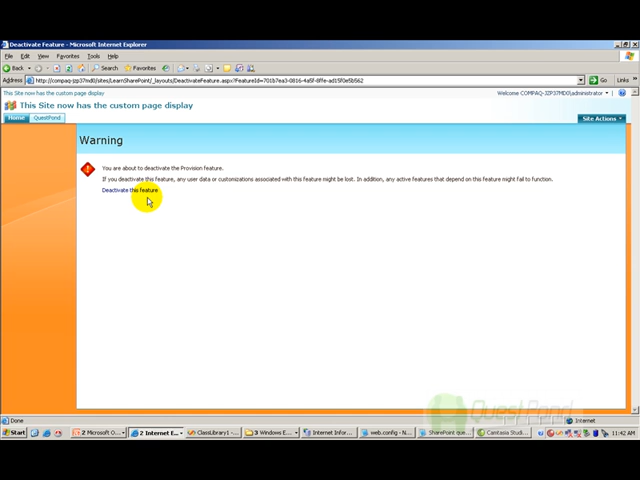 Deactivate Feature - Microsoft Internet Explorer
File Edit View Favorites Tools Help
Back Search Favorites
Address http://compaq-jzp37md0/sites/LearnSharePoint/_layouts/DeactivateFeature.aspx?FeatureId=701b7ea3-0816-4a5f-8ffe-ad15f0e5b562 Go Links
This Site now has the custom page display Welcome COMPAQ-JZP37MD0\administrator
This Site now has the custom page display
Home QuestPond Site Actions
Warning
You are about to deactivate the Provision feature.
If you deactivate this feature, any user data or customizations associated with this feature might be lost. In addition, any active features that depend on this feature might fail to function.
Deactivate this feature
QuestPond
Done Internet
Start 2 Microsoft O... 2 Internet E... ClassLibrary1 - ... 3 Windows E... Internet Infor... web.config - N... SharePoint que... Camtasia Studi... 11:42 AM